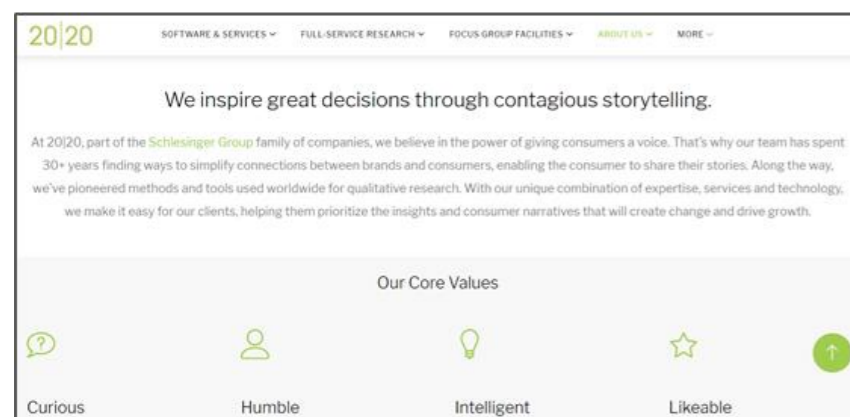 20|20
SOFTWARE & SERVICES FULL-SERVICE RESEARCH FOCUS GROUP FACILITIES ABOUT US MORE
We inspire great decisions through contagious storytelling.
At 20|20, part of the Schlesinger Group family of companies, we believe in the power of giving consumers a voice. That's why our team has spent
30+ years finding ways to simplify connections between brands and consumers, enabling the consumer to share their stories. Along the way,
we've pioneered methods and tools used worldwide for qualitative research. With our unique combination of expertise, services and technology,
we make it easy for our clients, helping them prioritize the insights and consumer narratives that will create change and drive growth.
Our Core Values
Curious Humble Intelligent Likeable